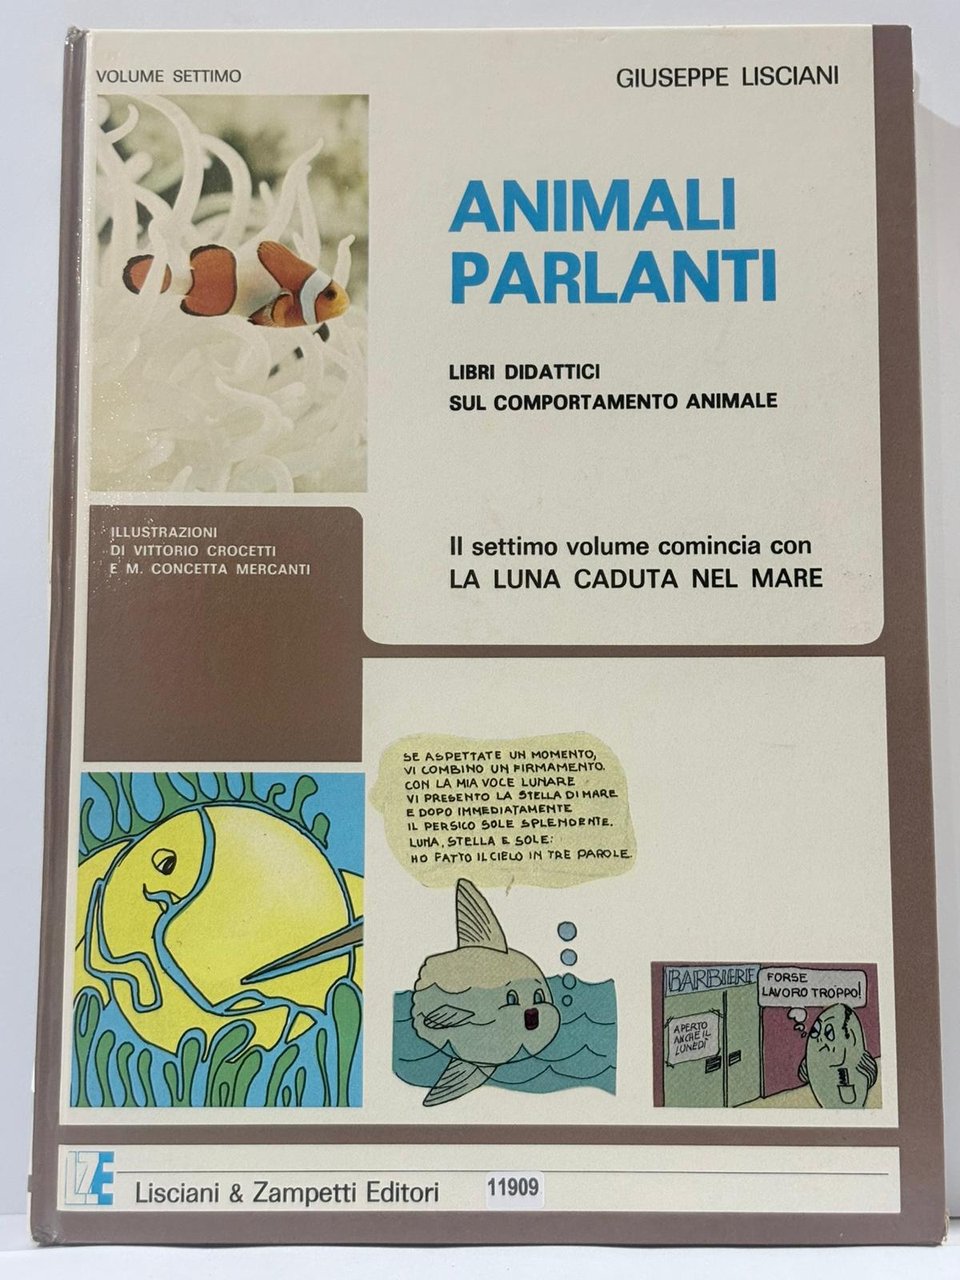 VOLUME SETTIMO
GIUSEPPE LISCIANI
ANIMALI
PARLANTI
LIBRI DIDATTICI
SUL COMPORTAMENTO ANIMALE
ILLUSTRAZIONI
DI VITTORIO CROCETTI
E M. CONCETTA MERCANTI
Il settimo volume comincia con
LA LUNA CADUTA NEL MARE
SE ASPETTATE UN MOMENTO,
VI COMBINO UN FIRMAMENTO.
CON LA MIA VOCE LUNARE
VI PRESENTO LA STELLA DI MARE
E DOPO IMMEDIATAMENTE
IL PERSICO SOLE SPLENDENTE.
LUNA, STELLA E SOLE:
HO FATTO IL CIELO IN TRE PAROLE.
BARBIERE
FORSE
LAVORO TROPPO!
APERTO
ANCHE IL
LUNEDÌ
LZE
Lisciani & Zampetti Editori
11909